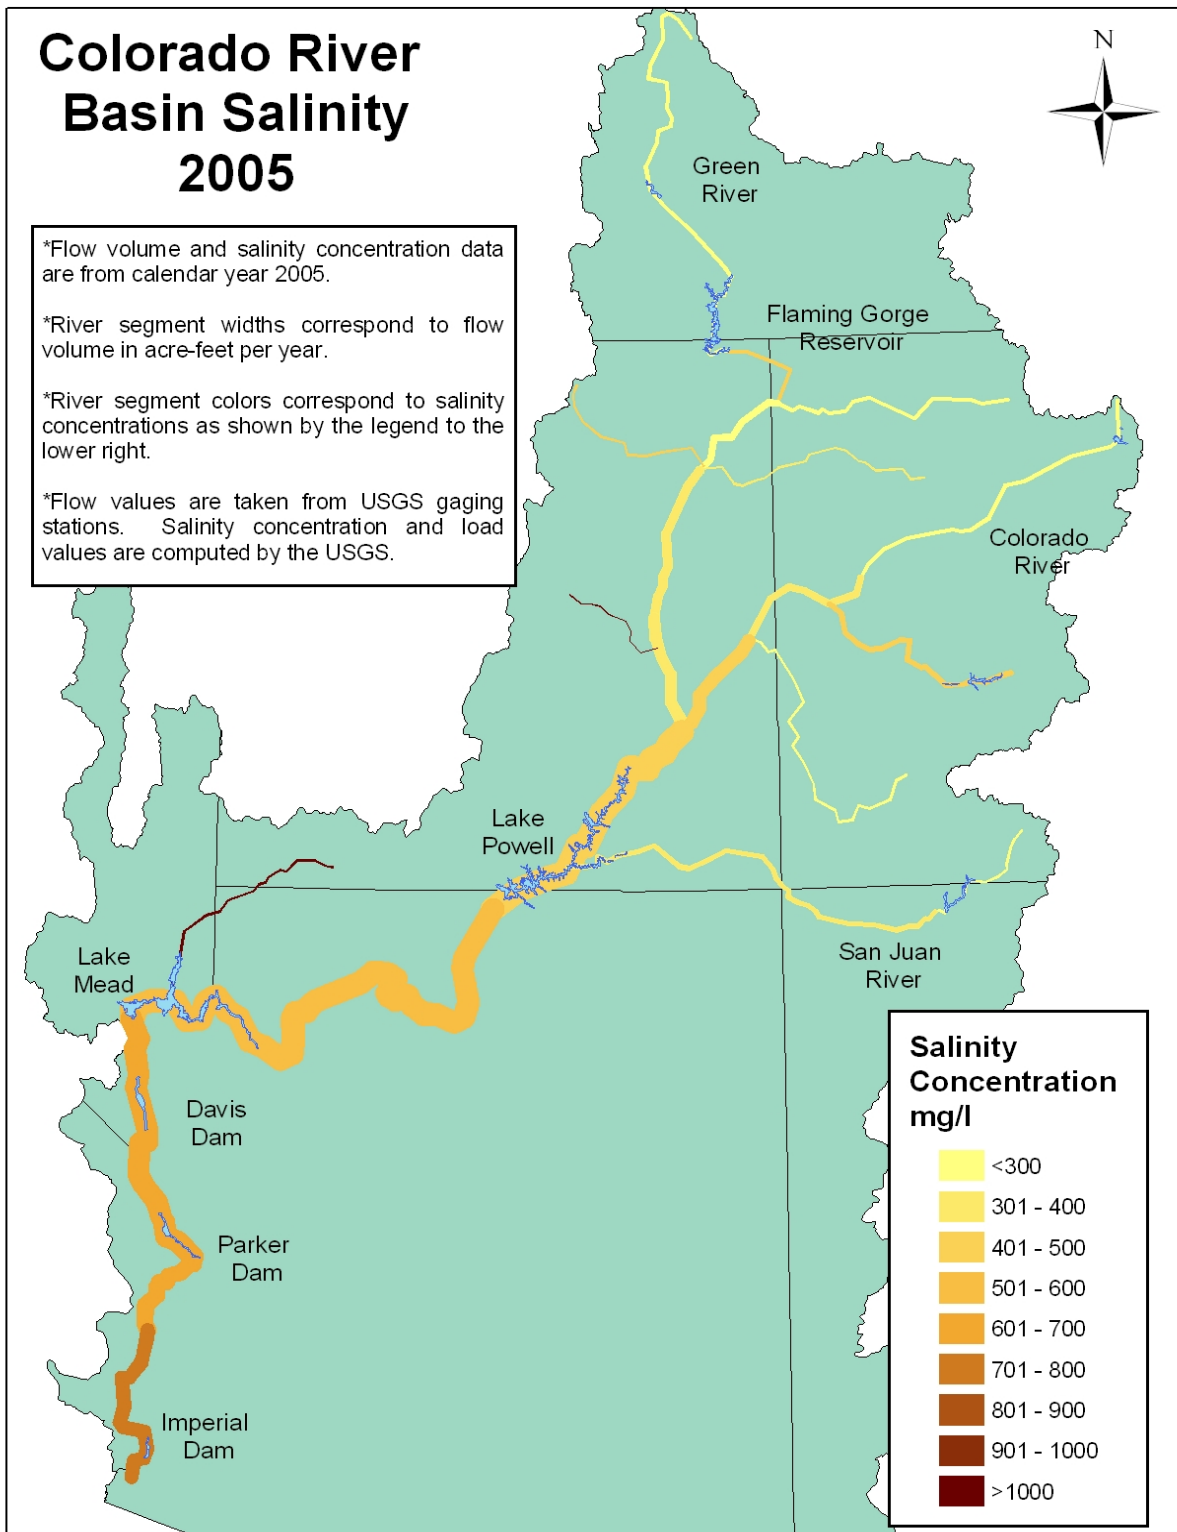 Colorado River
Basin Salinity
2005
N
*Flow volume and salinity concentration data
are from calendar year 2005.
*River segment widths correspond to flow
volume in acre-feet per year.
*River segment colors correspond to salinity
concentrations as shown by the legend to the
lower right.
*Flow values are taken from USGS gaging
stations. Salinity concentration and load
values are computed by the USGS.
Green
River
Flaming Gorge
Reservoir
Colorado
River
Lake
Powell
San Juan
River
Lake
Mead
Davis
Dam
Parker
Dam
Imperial
Dam
Salinity
Concentration
mg/l
<300
301 - 400
401 - 500
501 - 600
601 - 700
701 - 800
801 - 900
901 - 1000
>1000